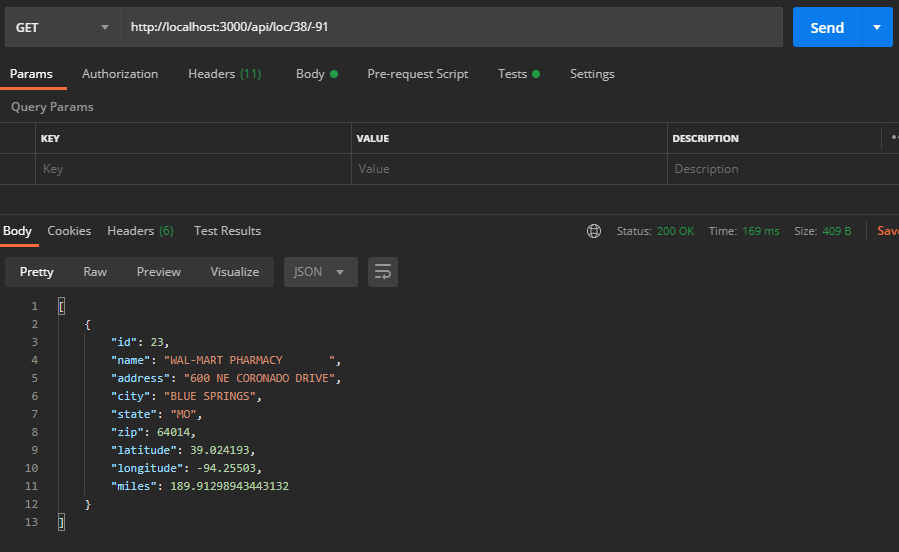 GET http://localhost:3000/api/loc/38/-91 Send
Params Authorization Headers (11) Body Pre-request Script Tests Settings
Query Params
KEY VALUE DESCRIPTION
Key Value Description
Body Cookies Headers (6) Test Results Status: 200 OK Time: 169 ms Size: 409 B Save
Pretty Raw Preview Visualize JSON
1 [
2 {
3 "id": 23,
4 "name": "WAL-MART PHARMACY       ",
5 "address": "600 NE CORONADO DRIVE",
6 "city": "BLUE SPRINGS",
7 "state": "MO",
8 "zip": 64014,
9 "latitude": 39.024193,
10 "longitude": -94.25503,
11 "miles": 189.91298943443132
12 }
13 ]